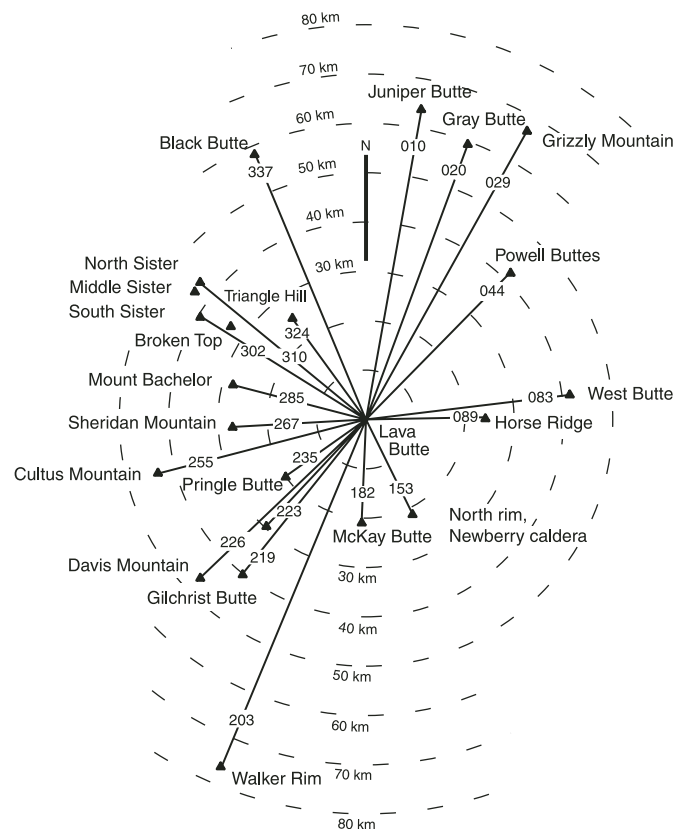 80 km
70 km
Juniper Butte
60 km
Gray Butte
Grizzly Mountain
Black Butte
337
N
010
50 km
020
029
40 km
Powell Buttes
North Sister
30 km
Middle Sister
044
Triangle Hill
South Sister
324
Broken Top
302
310
Mount Bachelor
285
083
West Butte
Sheridan Mountain
267
089
Horse Ridge
Lava
Butte
255
235
Cultus Mountain
Pringle Butte
182
153
223
North rim,
Newberry caldera
McKay Butte
226
219
Davis Mountain
30 km
Gilchrist Butte
40 km
50 km
203
60 km
Walker Rim
70 km
80 km